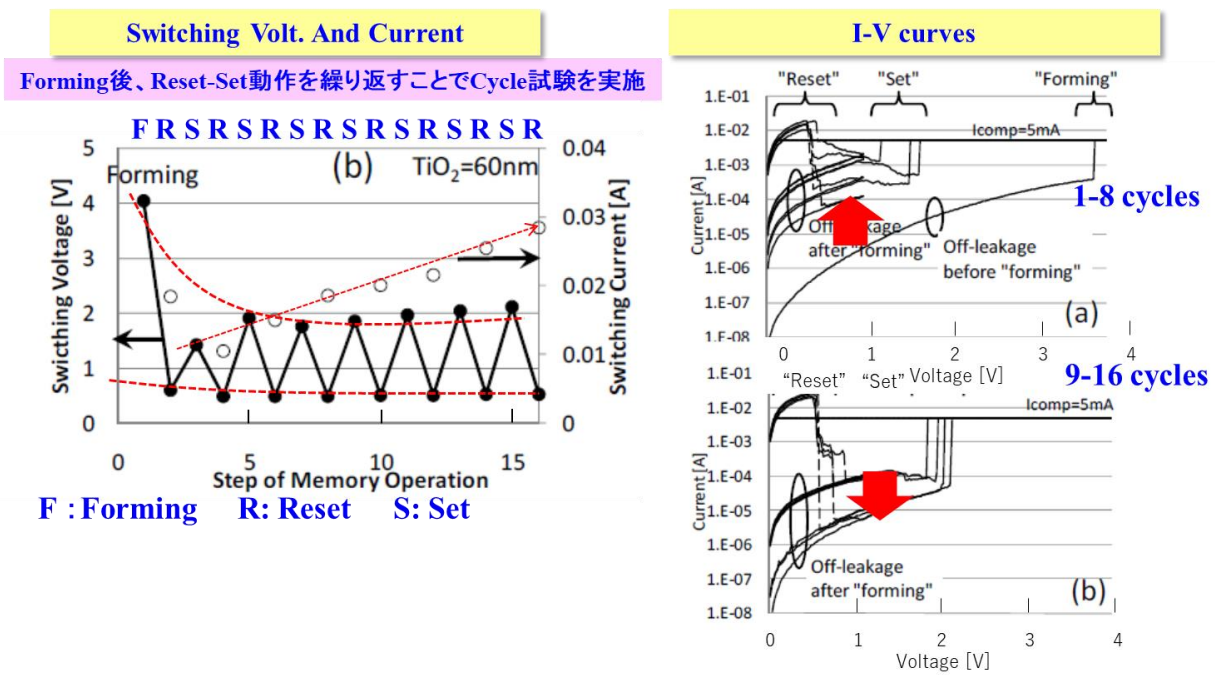 Switching Volt. And Current
Forming後、Reset-Set動作を繰り返すことでCycle試験を実施
F R S R S R S R S R S R S R S R
5
4
3
2
1
0
Swicthing Voltage [V]
Forming
(b)
TiO₂=60nm
0.04
0.03
0.02
0.01
0
Switching Current [A]
0
5
10
15
Step of Memory Operation
F：Forming R: Reset S: Set
I-V curves
"Reset" "Set" "Forming"
1.E-01
1.E-02
1.E-03
1.E-04
1.E-05
1.E-06
1.E-07
1.E-08
Current [A]
Icomp=5mA
1-8 cycles
after "forming"
Off-leakage
before "forming"
(a)
0 1 2 3 4
"Reset" "Set" Voltage [V]
9-16 cycles
1.E-01
1.E-02
1.E-03
1.E-04
1.E-05
1.E-06
1.E-07
1.E-08
Current [A]
Icomp=5mA
Off-leakage
after "forming"
(b)
0 1 2 3 4
Voltage [V]